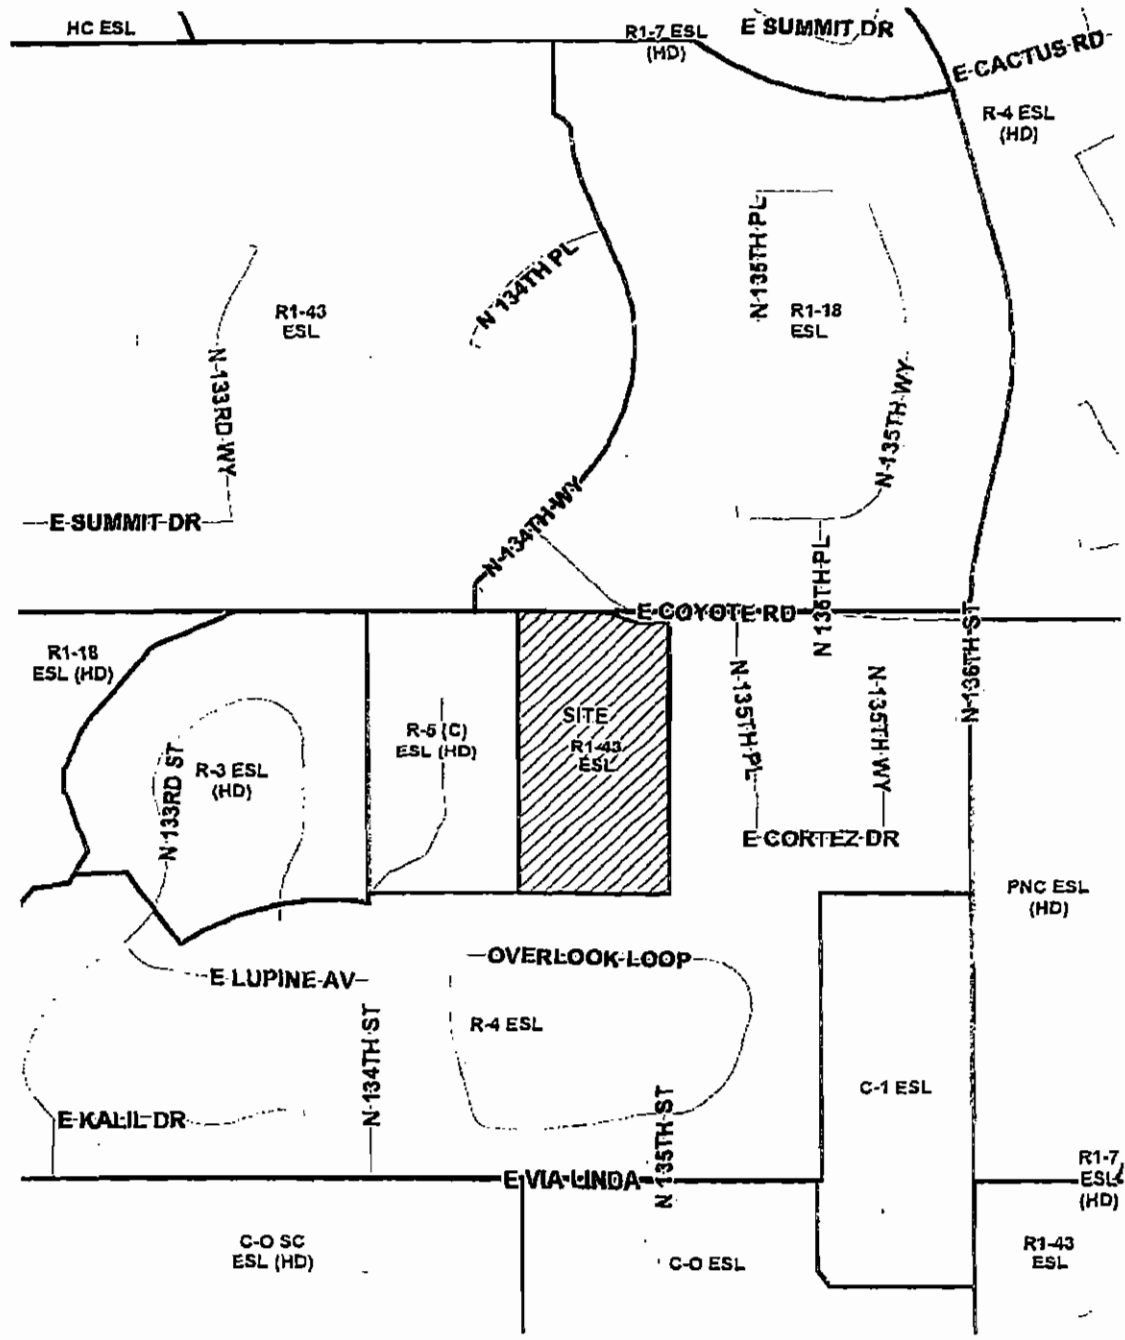 HC ESL
R1-7 ESL
(HD)
E SUMMIT DR
E CACTUS RD
R-4 ESL
(HD)
N 135TH PL
N 134TH PL
R1-43
ESL
R1-18
ESL
N 133RD WY
N 135TH WY
E SUMMIT DR
N 134TH WY
N 135TH PL
E COYOTE RD
N 136TH ST
R1-18
ESL (HD)
N 135TH PL
N 135TH WY
SITE
R1-43
ESL
R-5 (C)
ESL (HD)
R-3 ESL
(HD)
N 133RD ST
E CORTEZ DR
PNC ESL
(HD)
OVERLOOK LOOP
E LUPINE AV
R-4 ESL
N 134TH ST
C-1 ESL
E KALIL DR
N 135TH ST
E VIA LINDA
R1-7
ESL
(HD)
C-O SC
ESL (HD)
C-O ESL
R1-43
ESL